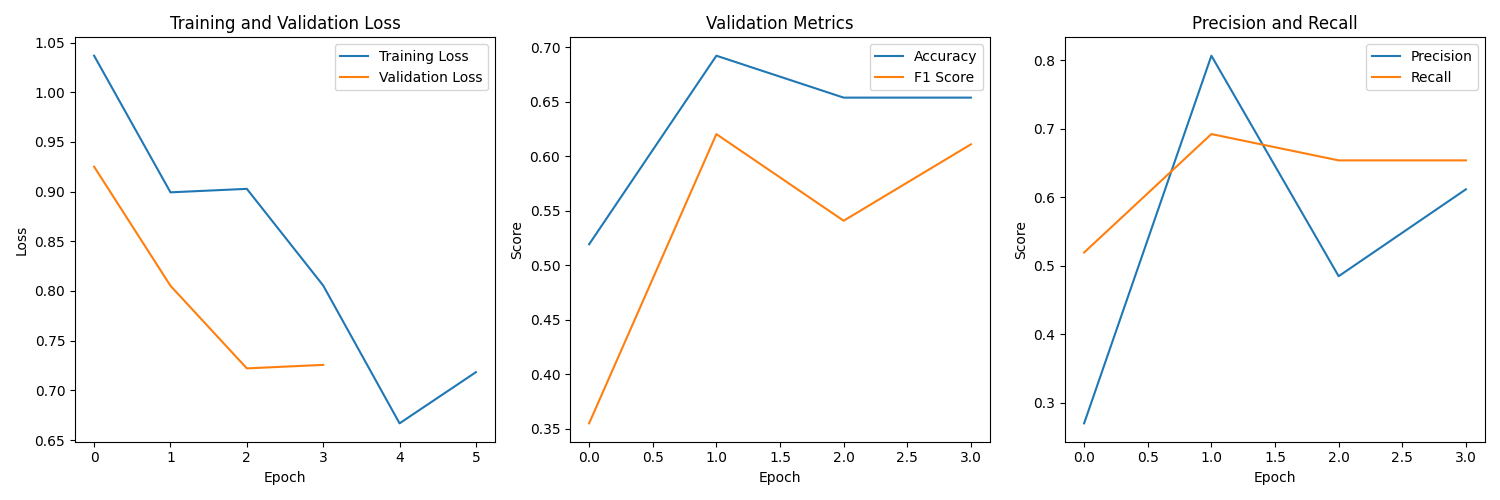 Training and Validation Loss
Training Loss
Validation Loss
1.05
1.00
0.95
0.90
0.85
0.80
0.75
0.70
0.65
Loss
0 1 2 3 4 5
Epoch
Validation Metrics
Accuracy
F1 Score
0.70
0.65
0.60
0.55
0.50
0.45
0.40
0.35
Score
0.0 0.5 1.0 1.5 2.0 2.5 3.0
Epoch
Precision and Recall
Precision
Recall
0.8
0.7
0.6
0.5
0.4
0.3
Score
0.0 0.5 1.0 1.5 2.0 2.5 3.0
Epoch